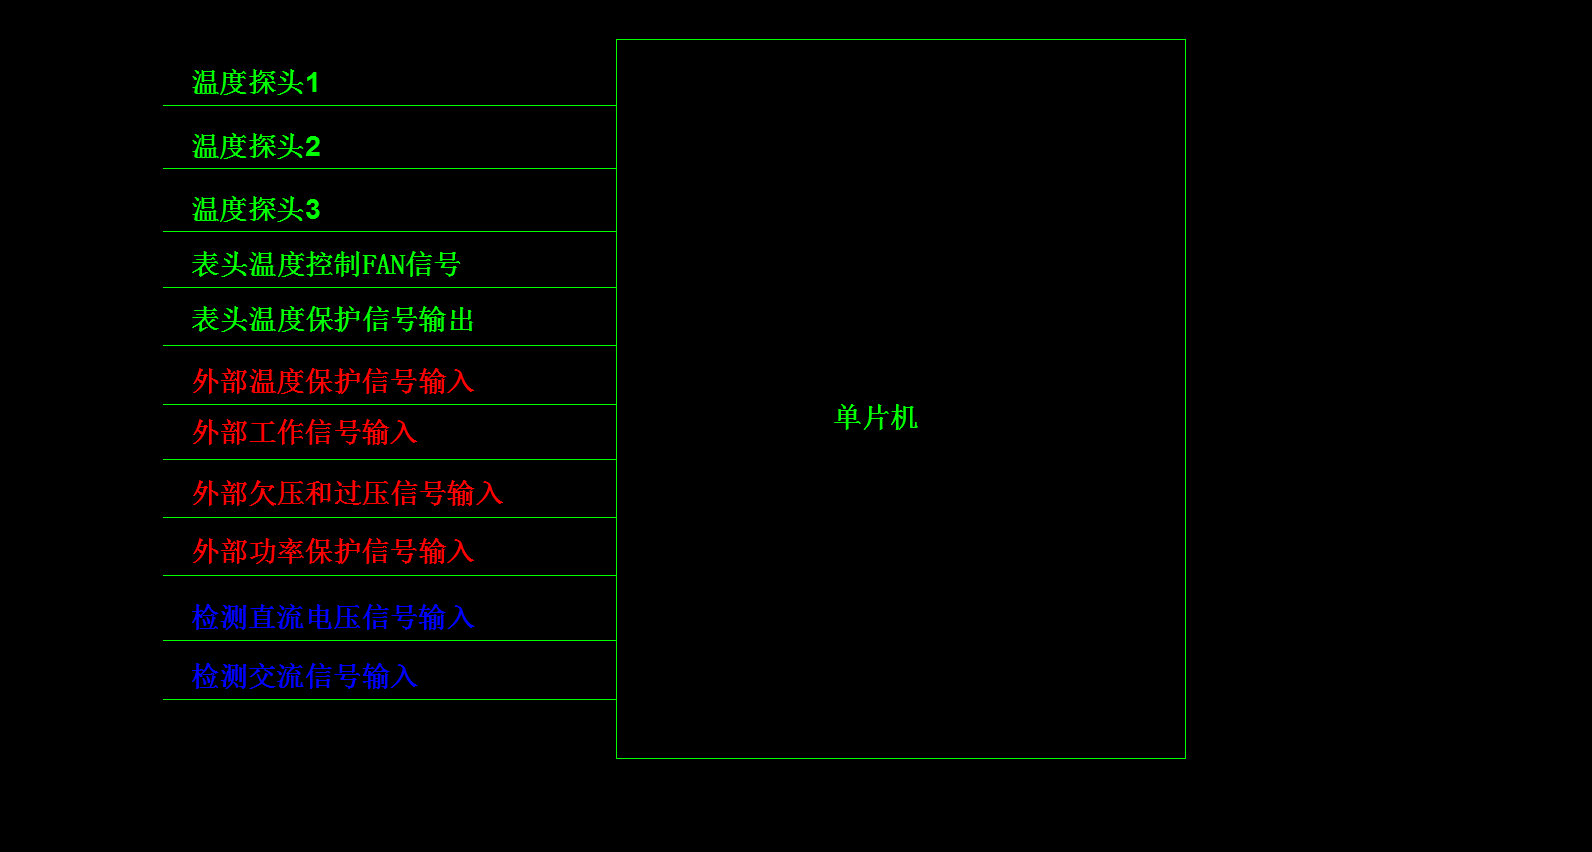 温度探头1
温度探头2
温度探头3
表头温度控制FAN信号
表头温度保护信号输出
外部温度保护信号输入
外部工作信号输入
外部欠压和过压信号输入
外部功率保护信号输入
检测直流电压信号输入
检测交流信号输入
单片机